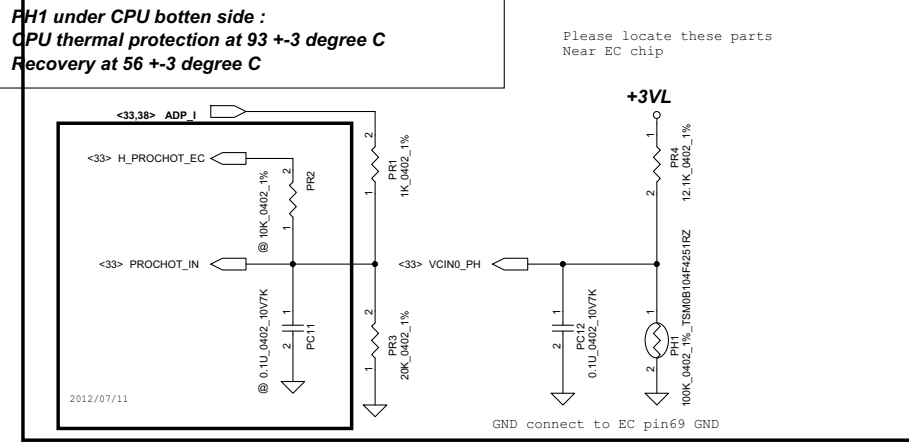 PH1 under CPU botten side :
CPU thermal protection at 93 +-3 degree C
Recovery at 56 +-3 degree C
Please locate these parts
Near EC chip
+3VL
<33,38> ADP_I
<33> H_PROCHOT_EC
2
1
PR2
@ 10K_0402_1%
2
1
PR1
1K_0402_1%
1
2
PR4
12.1K_0402_1%
<33> PROCHOT_IN
<33> VCIN0_PH
1
2
PC11
@ 0.1U_0402_10V7K
2
1
PR3
20K_0402_1%
1
2
PC12
0.1U_0402_10V7K
1
2
PH1
100K_0402_1%_TSM0B104F4251RZ
2012/07/11
GND connect to EC pin69 GND